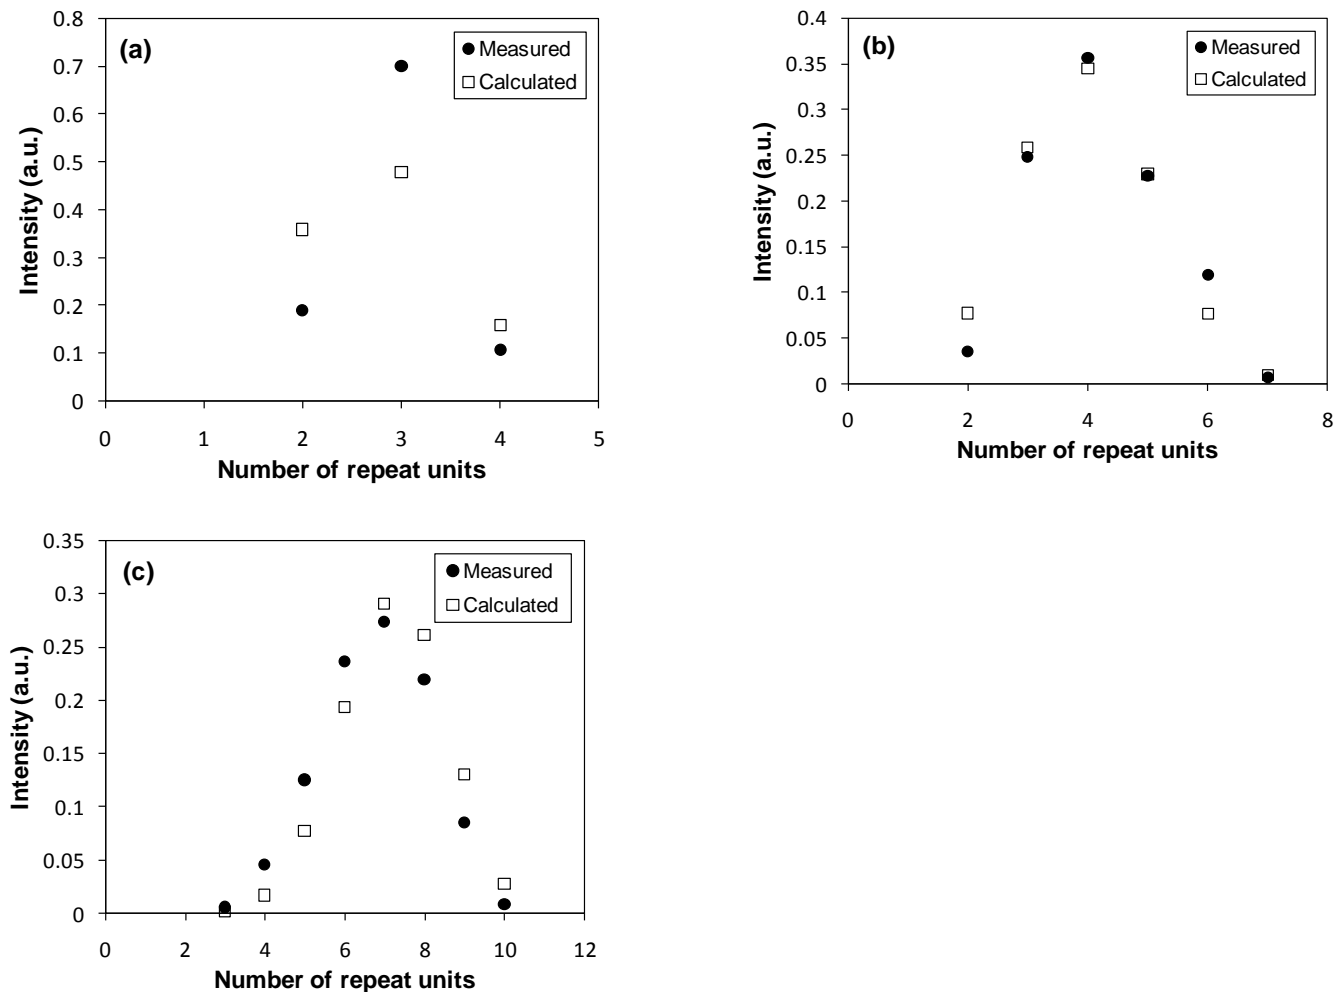 (a)
Measured
Calculated
0.8
0.7
0.6
0.5
0.4
0.3
0.2
0.1
0
Intensity (a.u.)
0 1 2 3 4 5
Number of repeat units
(b)
Measured
Calculated
0.4
0.35
0.3
0.25
0.2
0.15
0.1
0.05
0
Intensity (a.u.)
0 2 4 6 8
Number of repeat units
(c)
Measured
Calculated
0.35
0.3
0.25
0.2
0.15
0.1
0.05
0
Intensity (a.u.)
0 2 4 6 8 10 12
Number of repeat units